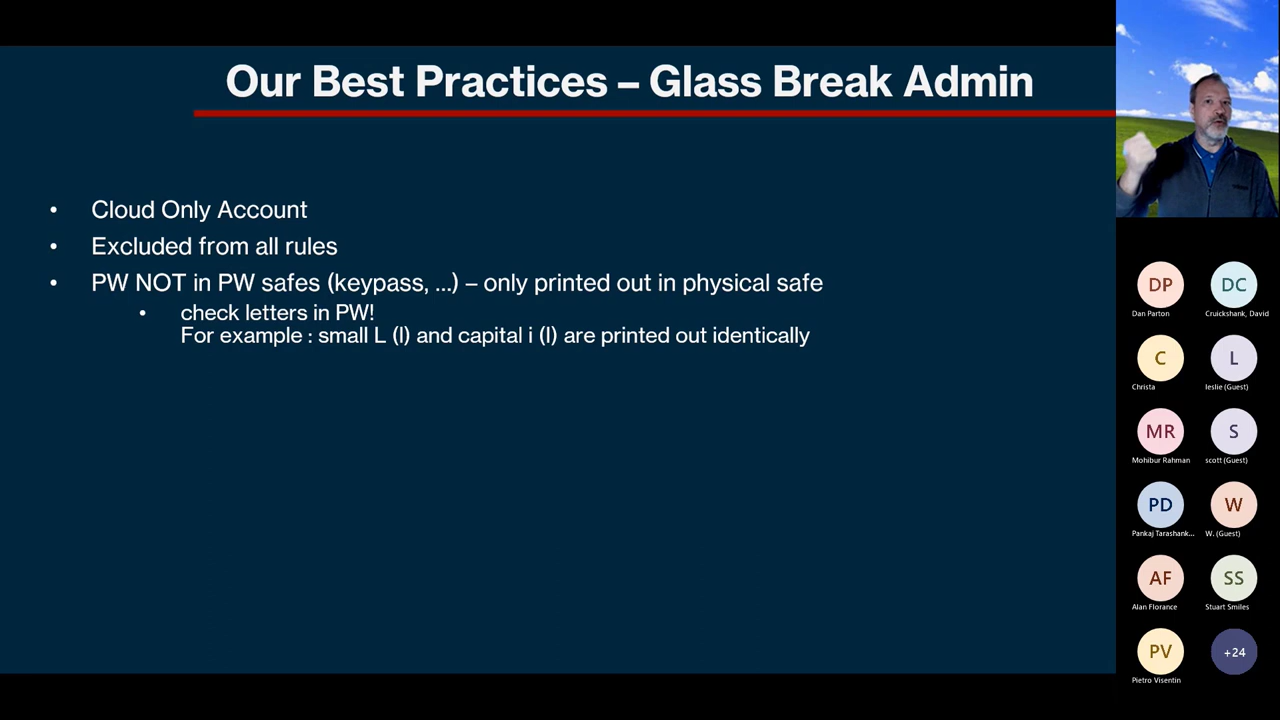 Our Best Practices – Glass Break Admin
• Cloud Only Account
• Excluded from all rules
• PW NOT in PW safes (keypass, ...) – only printed out in physical safe
• check letters in PW!
For example : small L (l) and capital i (I) are printed out identically
DP
DC
Dan Parton
Cruickshank, David
C
L
Christa
leslie (Guest)
MR
S
Mohibur Rahman
scott (Guest)
PD
W
Pankaj Tarashank...
W. (Guest)
AF
SS
Alan Florance
Stuart Smiles
PV
+24
Pietro Visentin